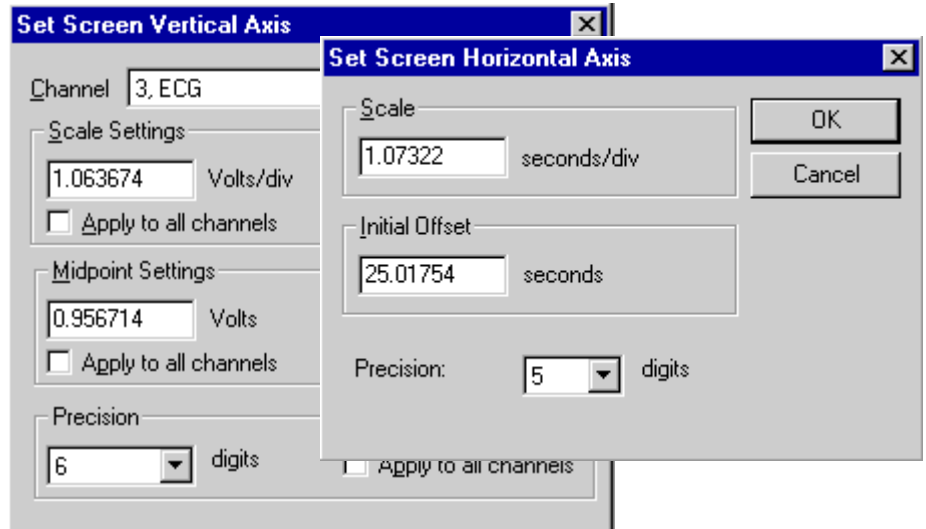 Set Screen Vertical Axis
Channel 3, ECG
Scale Settings
1.063674 Volts/div
Apply to all channels
Midpoint Settings
0.956714 Volts
Apply to all channels
Precision
6 digits
Apply to all channels
Set Screen Horizontal Axis
Scale
1.07322 seconds/div
OK
Cancel
Initial Offset
25.01754 seconds
Precision: 5 digits